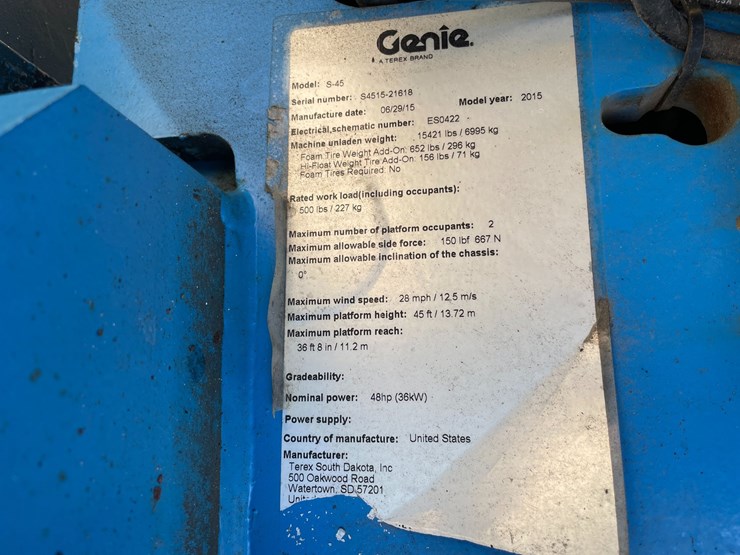 Genie.
A TEREX BRAND
Model: S-45
Serial number: S4515-21618
Manufacture date: 06/29/15 Model year: 2015
Electrical schematic number: ES0422
Machine unladen weight: 15421 lbs / 6995 kg
Foam Tire Weight Add-On: 652 lbs / 296 kg
Hi-Float Weight Tire Add-On: 156 lbs / 71 kg
Foam Tires Required: No
Rated work load(including occupants):
500 lbs / 227 kg
Maximum number of platform occupants: 2
Maximum allowable side force: 150 lbf 667 N
Maximum allowable inclination of the chassis:
0°
Maximum wind speed: 28 mph / 12,5 m/s
Maximum platform height: 45 ft / 13.72 m
Maximum platform reach:
36 ft 8 in / 11.2 m
Gradeability:
Nominal power: 48hp (36kW)
Power supply:
Country of manufacture: United States
Manufacturer:
Terex South Dakota, Inc
500 Oakwood Road
Watertown, SD 57201